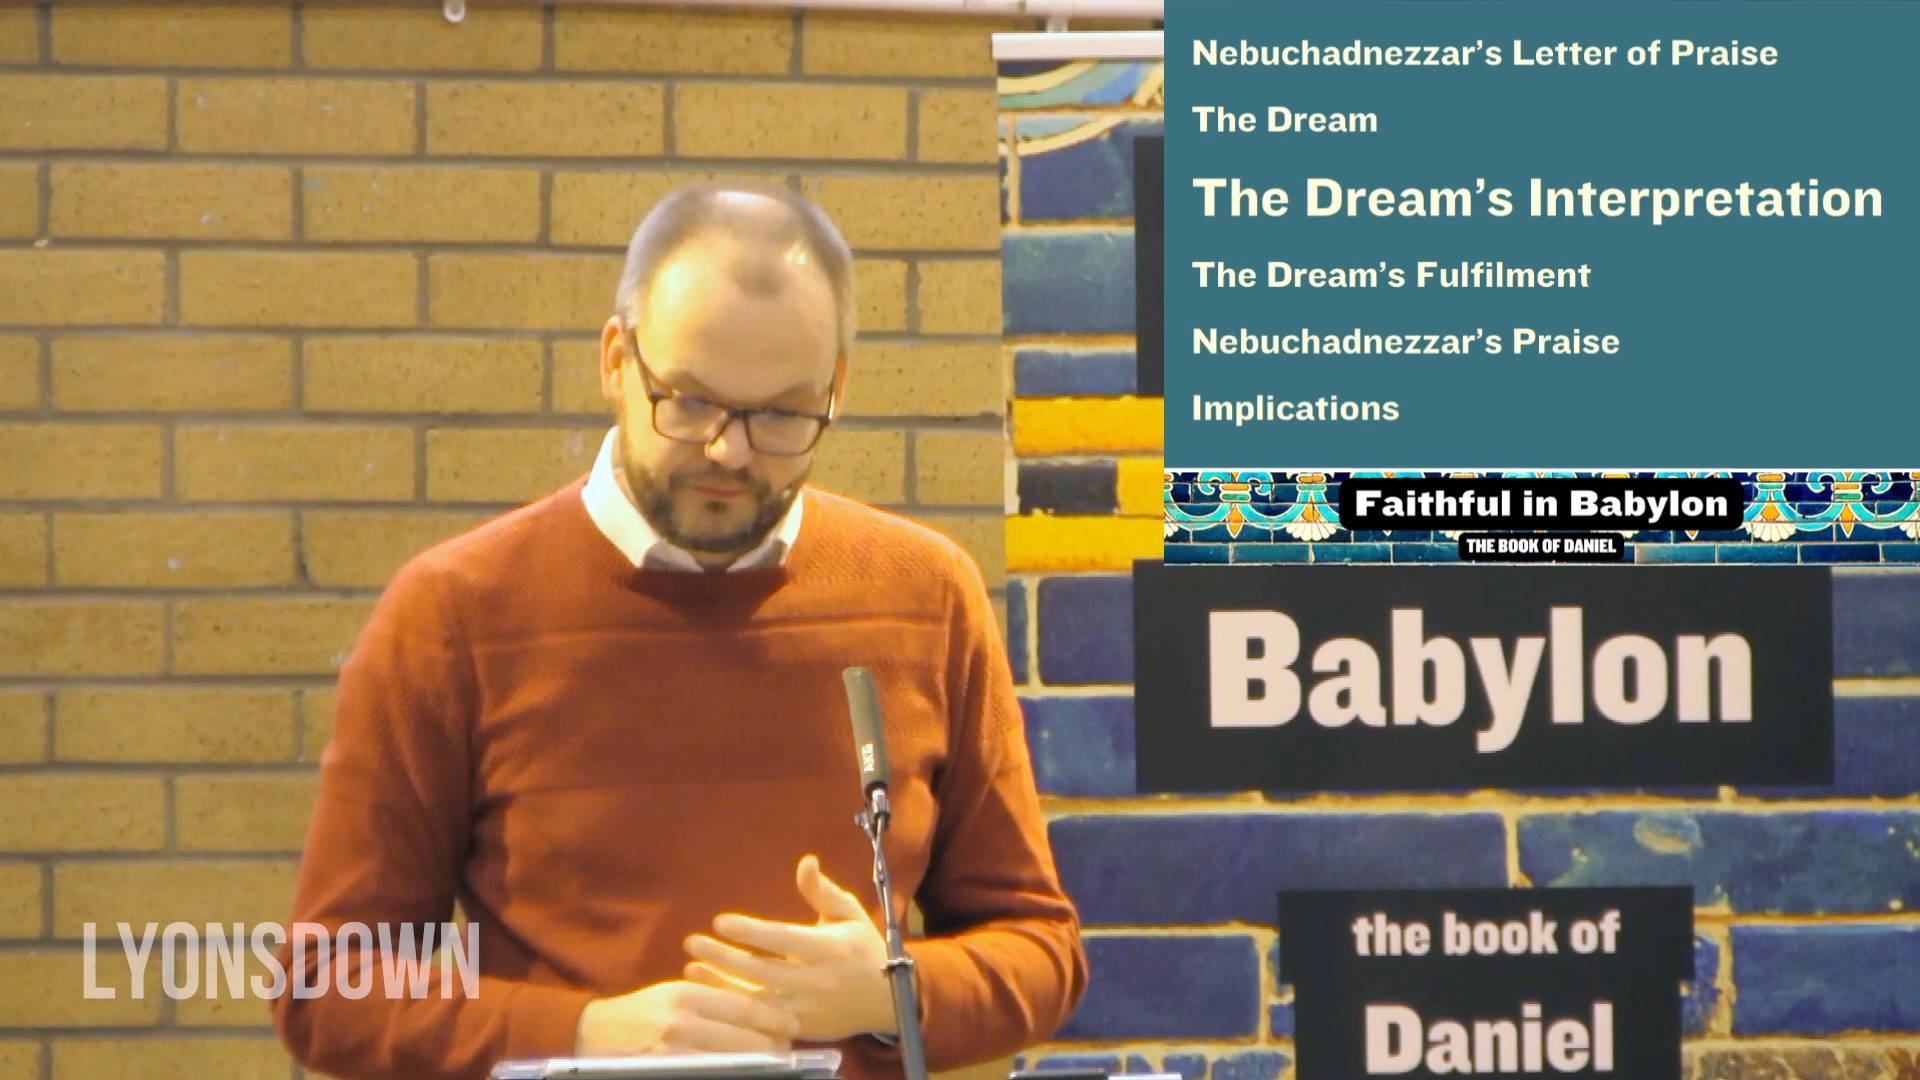 Nebuchadnezzar's Letter of Praise
The Dream
The Dream's Interpretation
The Dream's Fulfilment
Nebuchadnezzar's Praise
Implications
Faithful in Babylon
THE BOOK OF DANIEL
Babylon
the book of
Daniel
LYONSDOWN